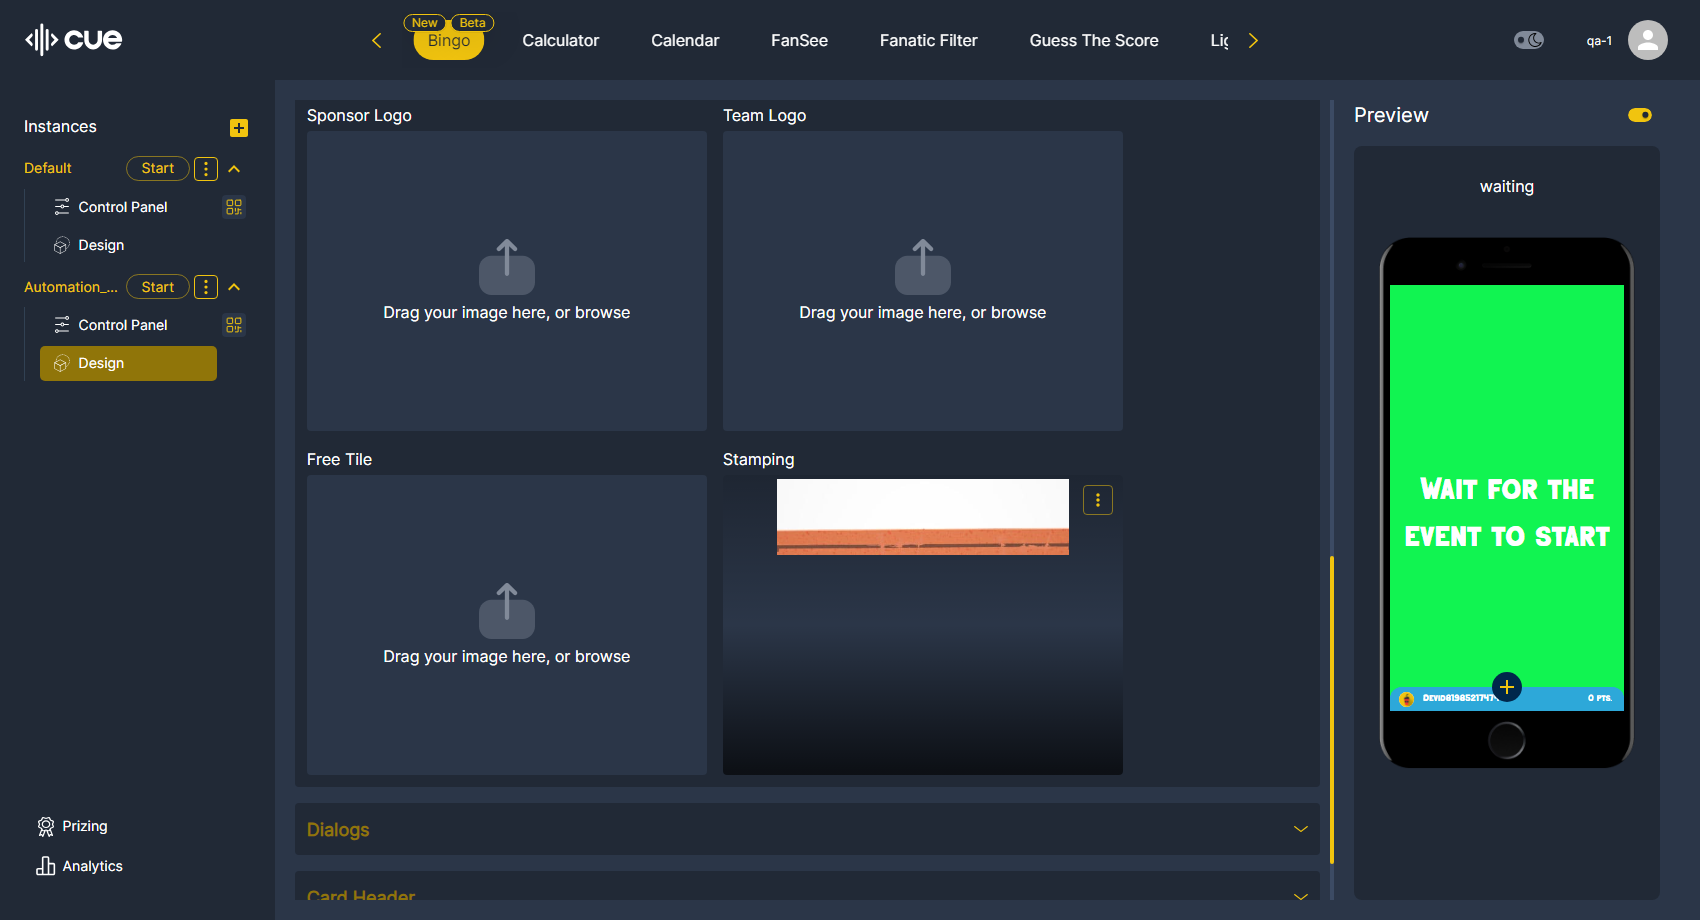 cue
New
Beta
Bingo
Calculator
Calendar
FanSee
Fanatic Filter
Guess The Score
Lig
qa-1
Instances
Default
Start
Control Panel
Design
Automation_...
Start
Control Panel
Design
Prizing
Analytics
Sponsor Logo
Team Logo
Drag your image here, or browse
Drag your image here, or browse
Free Tile
Stamping
Drag your image here, or browse
Dialogs
Card Header
Preview
waiting
Wait for the
event to start
0 pts.